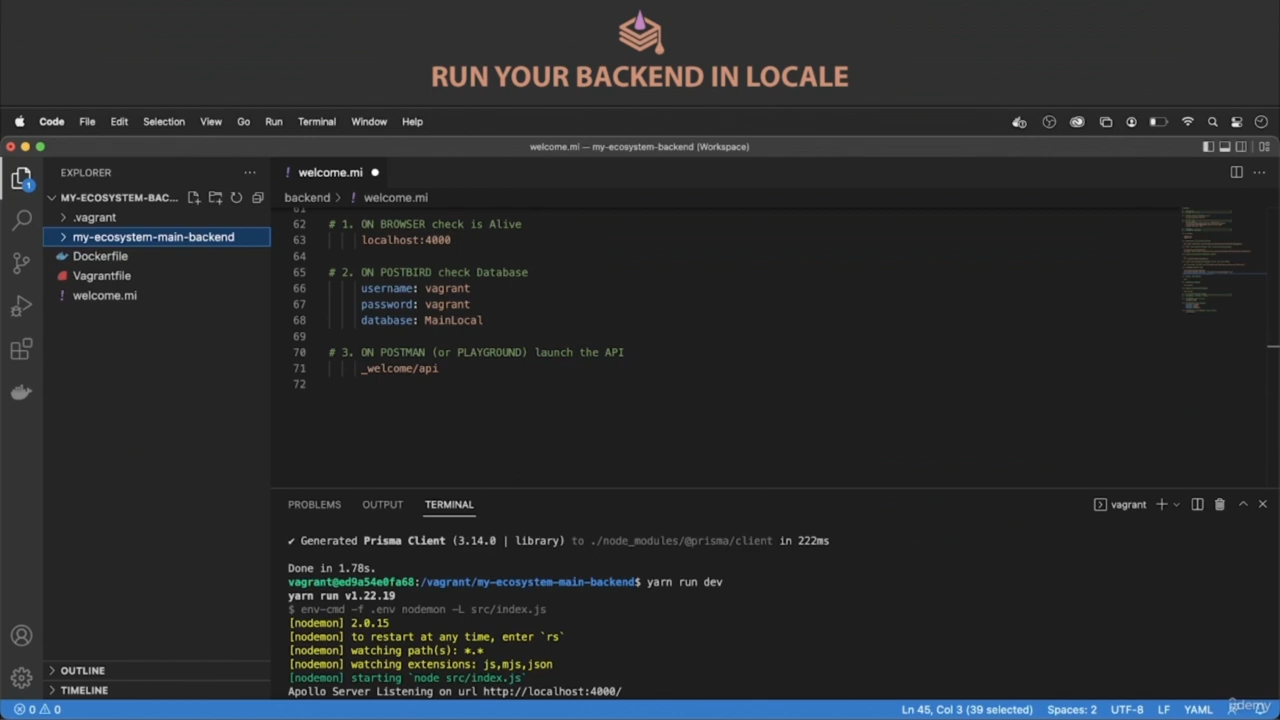 RUN YOUR BACKEND IN LOCALE
Code File Edit Selection View Go Run Terminal Window Help
welcome.mi — my-ecosystem-backend (Workspace)
EXPLORER ···
! welcome.mi ●
MY-ECOSYSTEM-BAC...
backend > ! welcome.mi
.vagrant
my-ecosystem-main-backend
Dockerfile
Vagrantfile
! welcome.mi
1
61
62 # 1. ON BROWSER check is Alive
63 localhost:4000
64
65 # 2. ON POSTBIRD check Database
66 username: vagrant
67 password: vagrant
68 database: MainLocal
69
70 # 3. ON POSTMAN (or PLAYGROUND) launch the API
71 _welcome/api
72
PROBLEMS OUTPUT TERMINAL
vagrant
✔ Generated Prisma Client (3.14.0 | library) to ./node_modules/@prisma/client in 222ms
Done in 1.78s.
vagrant@ed9a54e0fa68:/vagrant/my-ecosystem-main-backend$ yarn run dev
yarn run v1.22.19
$ env-cmd -f .env nodemon -L src/index.js
[nodemon] 2.0.15
[nodemon] to restart at any time, enter `rs`
[nodemon] watching path(s): *.*
[nodemon] watching extensions: js,mjs,json
[nodemon] starting `node src/index.js`
Apollo Server Listening on url http://localhost:4000/
OUTLINE
TIMELINE
0 0
Ln 45, Col 3 (39 selected) Spaces: 2 UTF-8 LF YAML
ûdemy